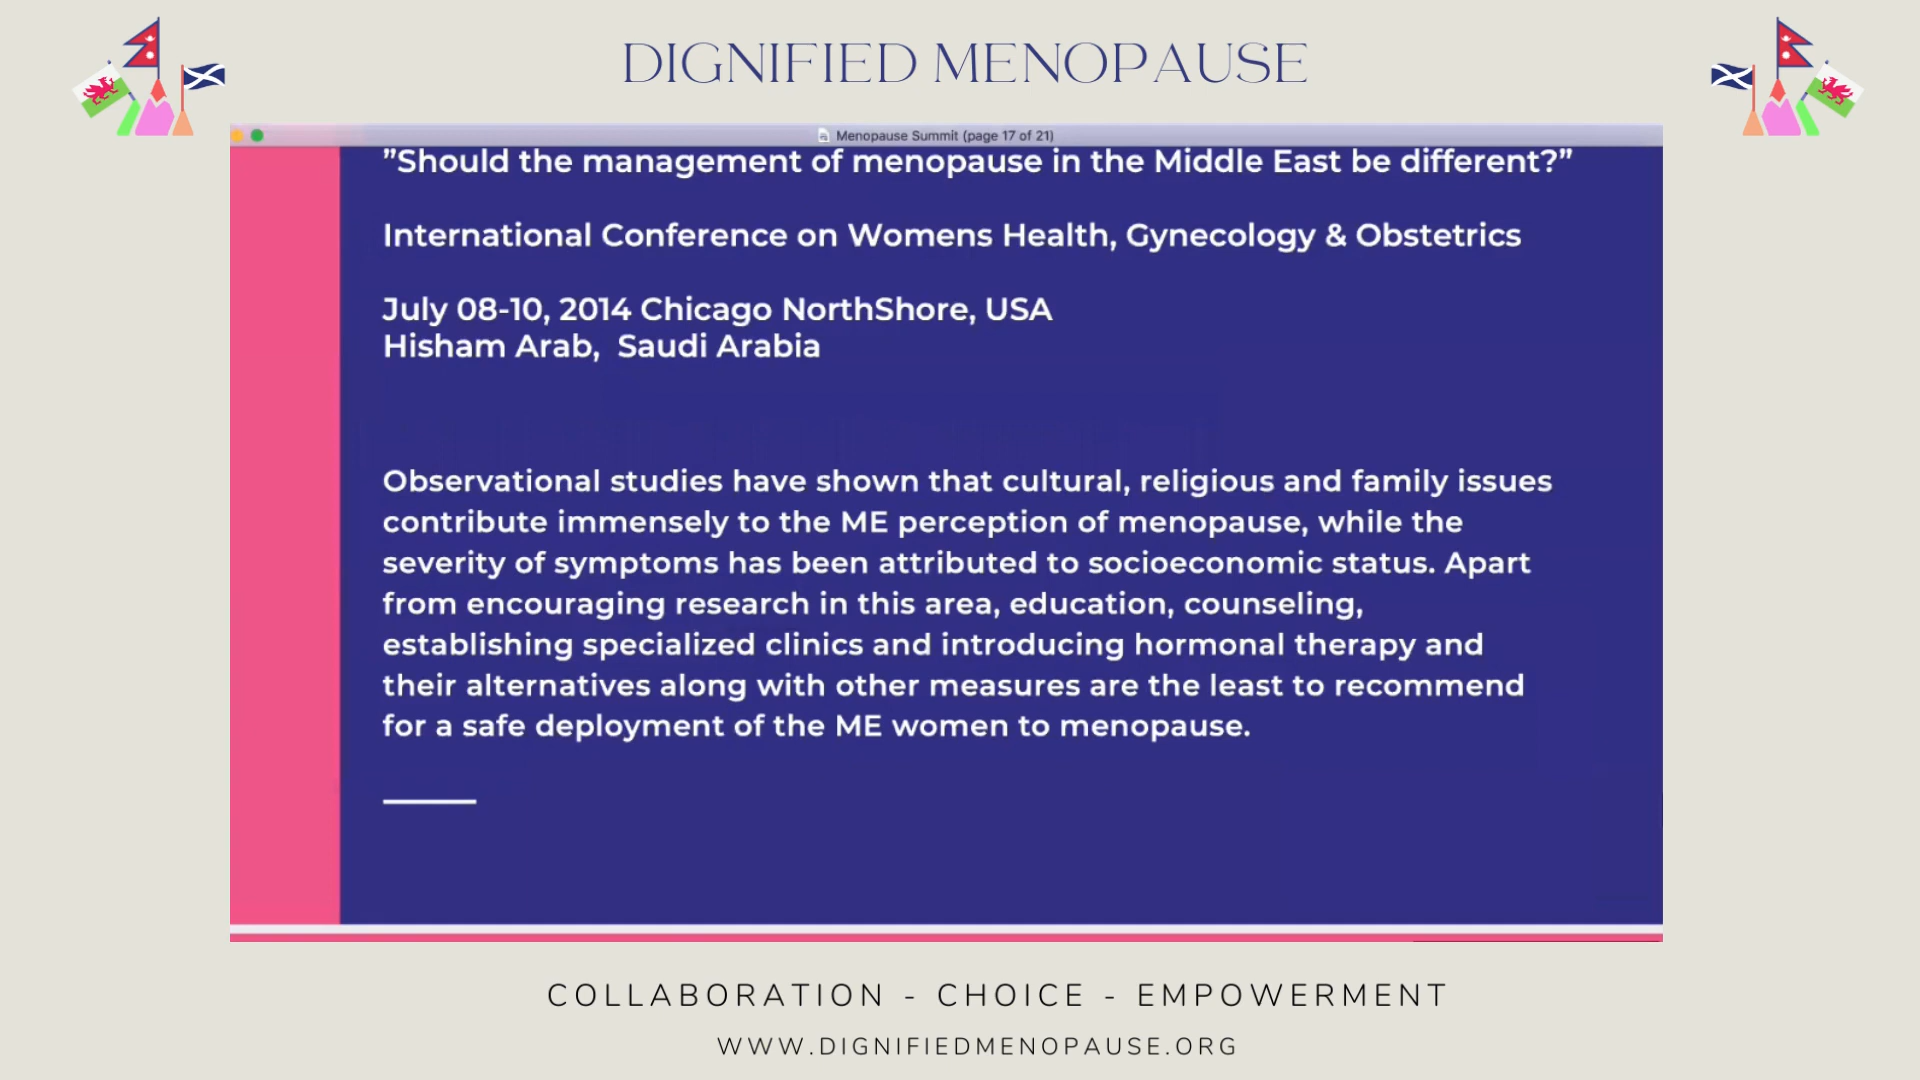 DIGNIFIED MENOPAUSE
Menopause Summit (page 17 of 21)
”Should the management of menopause in the Middle East be different?”
International Conference on Womens Health, Gynecology & Obstetrics
July 08-10, 2014 Chicago NorthShore, USA
Hisham Arab,  Saudi Arabia
Observational studies have shown that cultural, religious and family issues
contribute immensely to the ME perception of menopause, while the
severity of symptoms has been attributed to socioeconomic status. Apart
from encouraging research in this area, education, counseling,
establishing specialized clinics and introducing hormonal therapy and
their alternatives along with other measures are the least to recommend
for a safe deployment of the ME women to menopause.
COLLABORATION - CHOICE - EMPOWERMENT
WWW.DIGNIFIEDMENOPAUSE.ORG